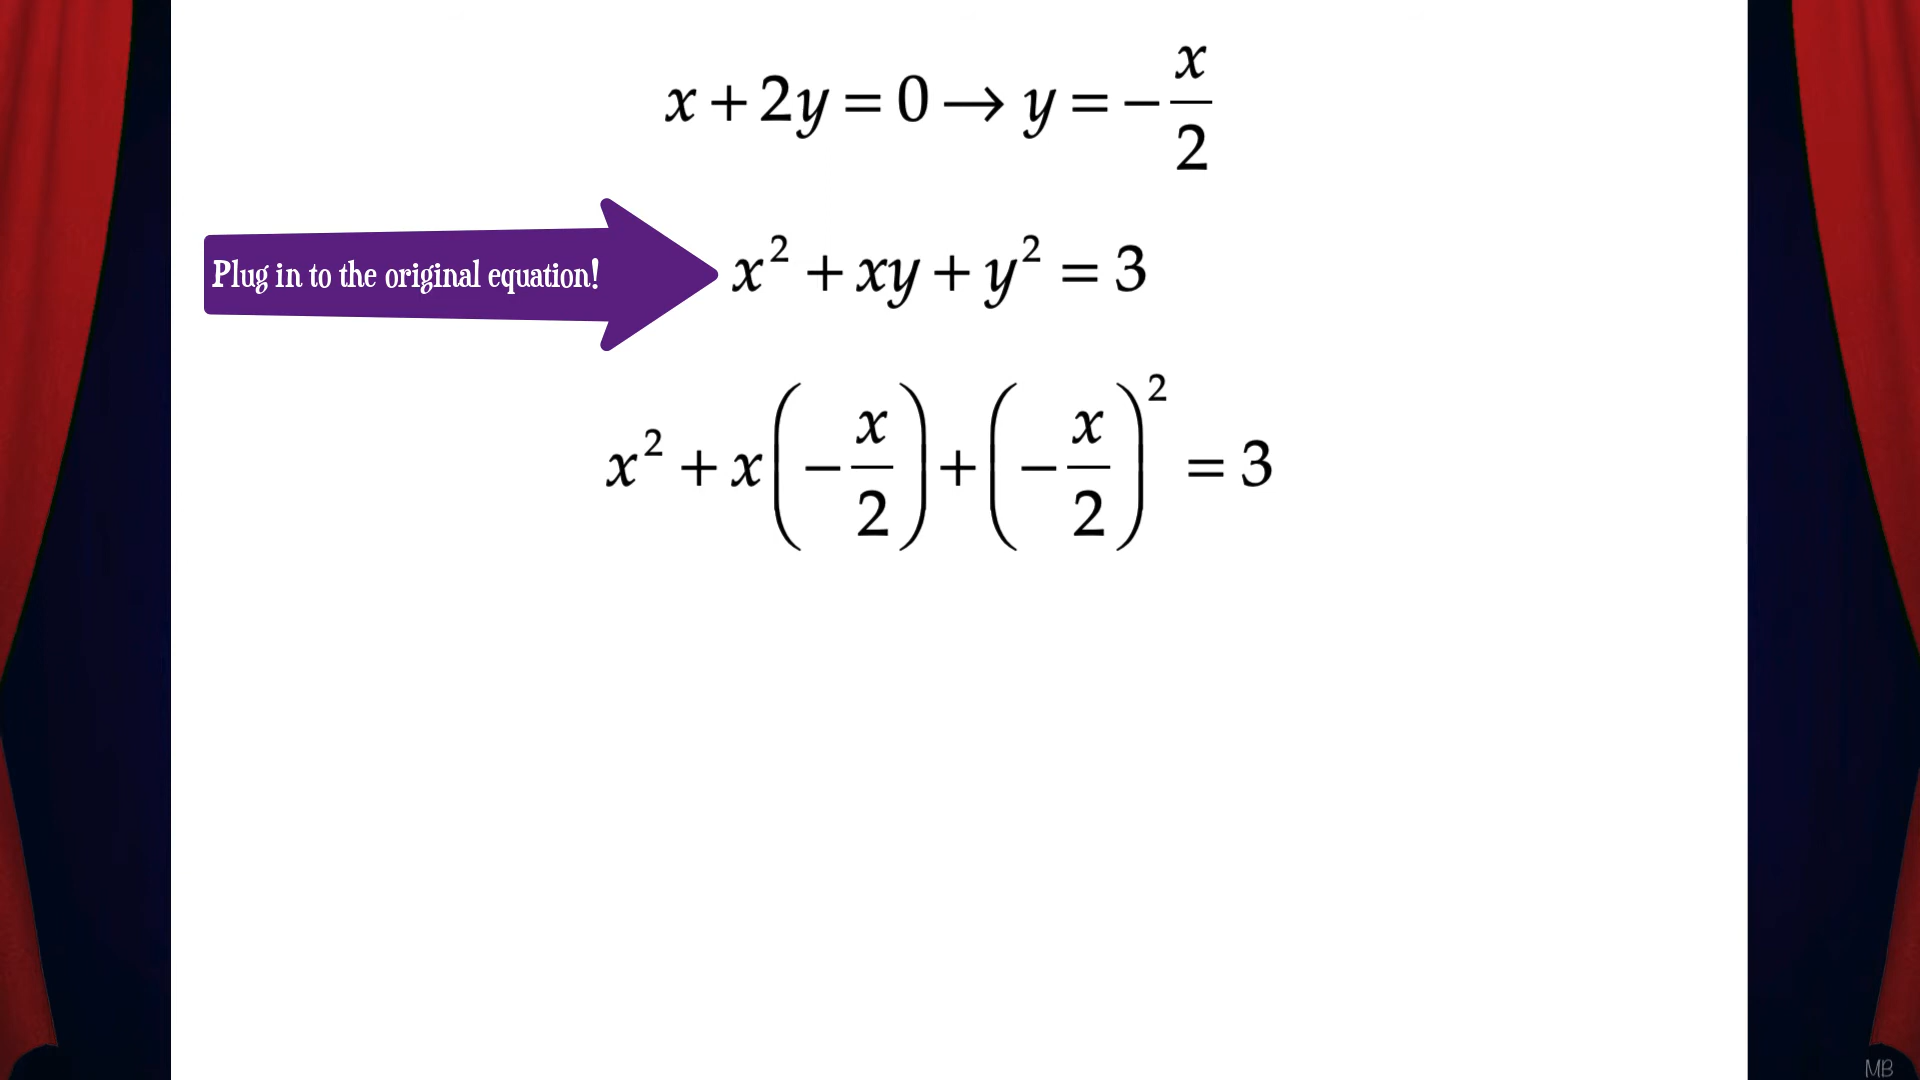 x + 2y = 0 → y = -x/2
Plug in to the original equation!
x² + xy + y² = 3
x² + x(-x/2) + (-x/2)² = 3
MB